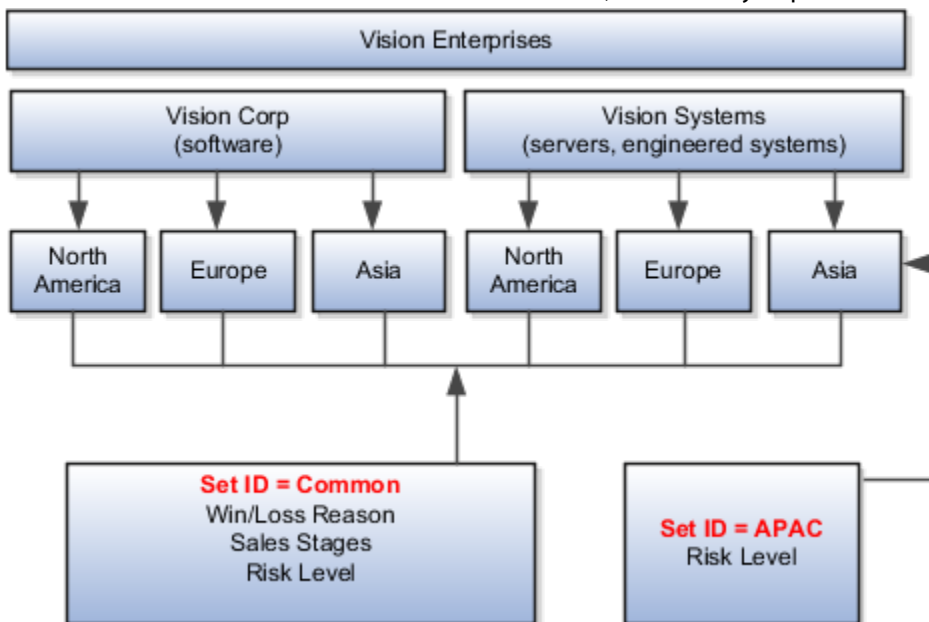 Vision Enterprises
Vision Corp
(software)
Vision Systems
(servers, engineered systems)
North
America
Europe
Asia
North
America
Europe
Asia
Set ID = Common
Win/Loss Reason
Sales Stages
Risk Level
Set ID = APAC
Risk Level